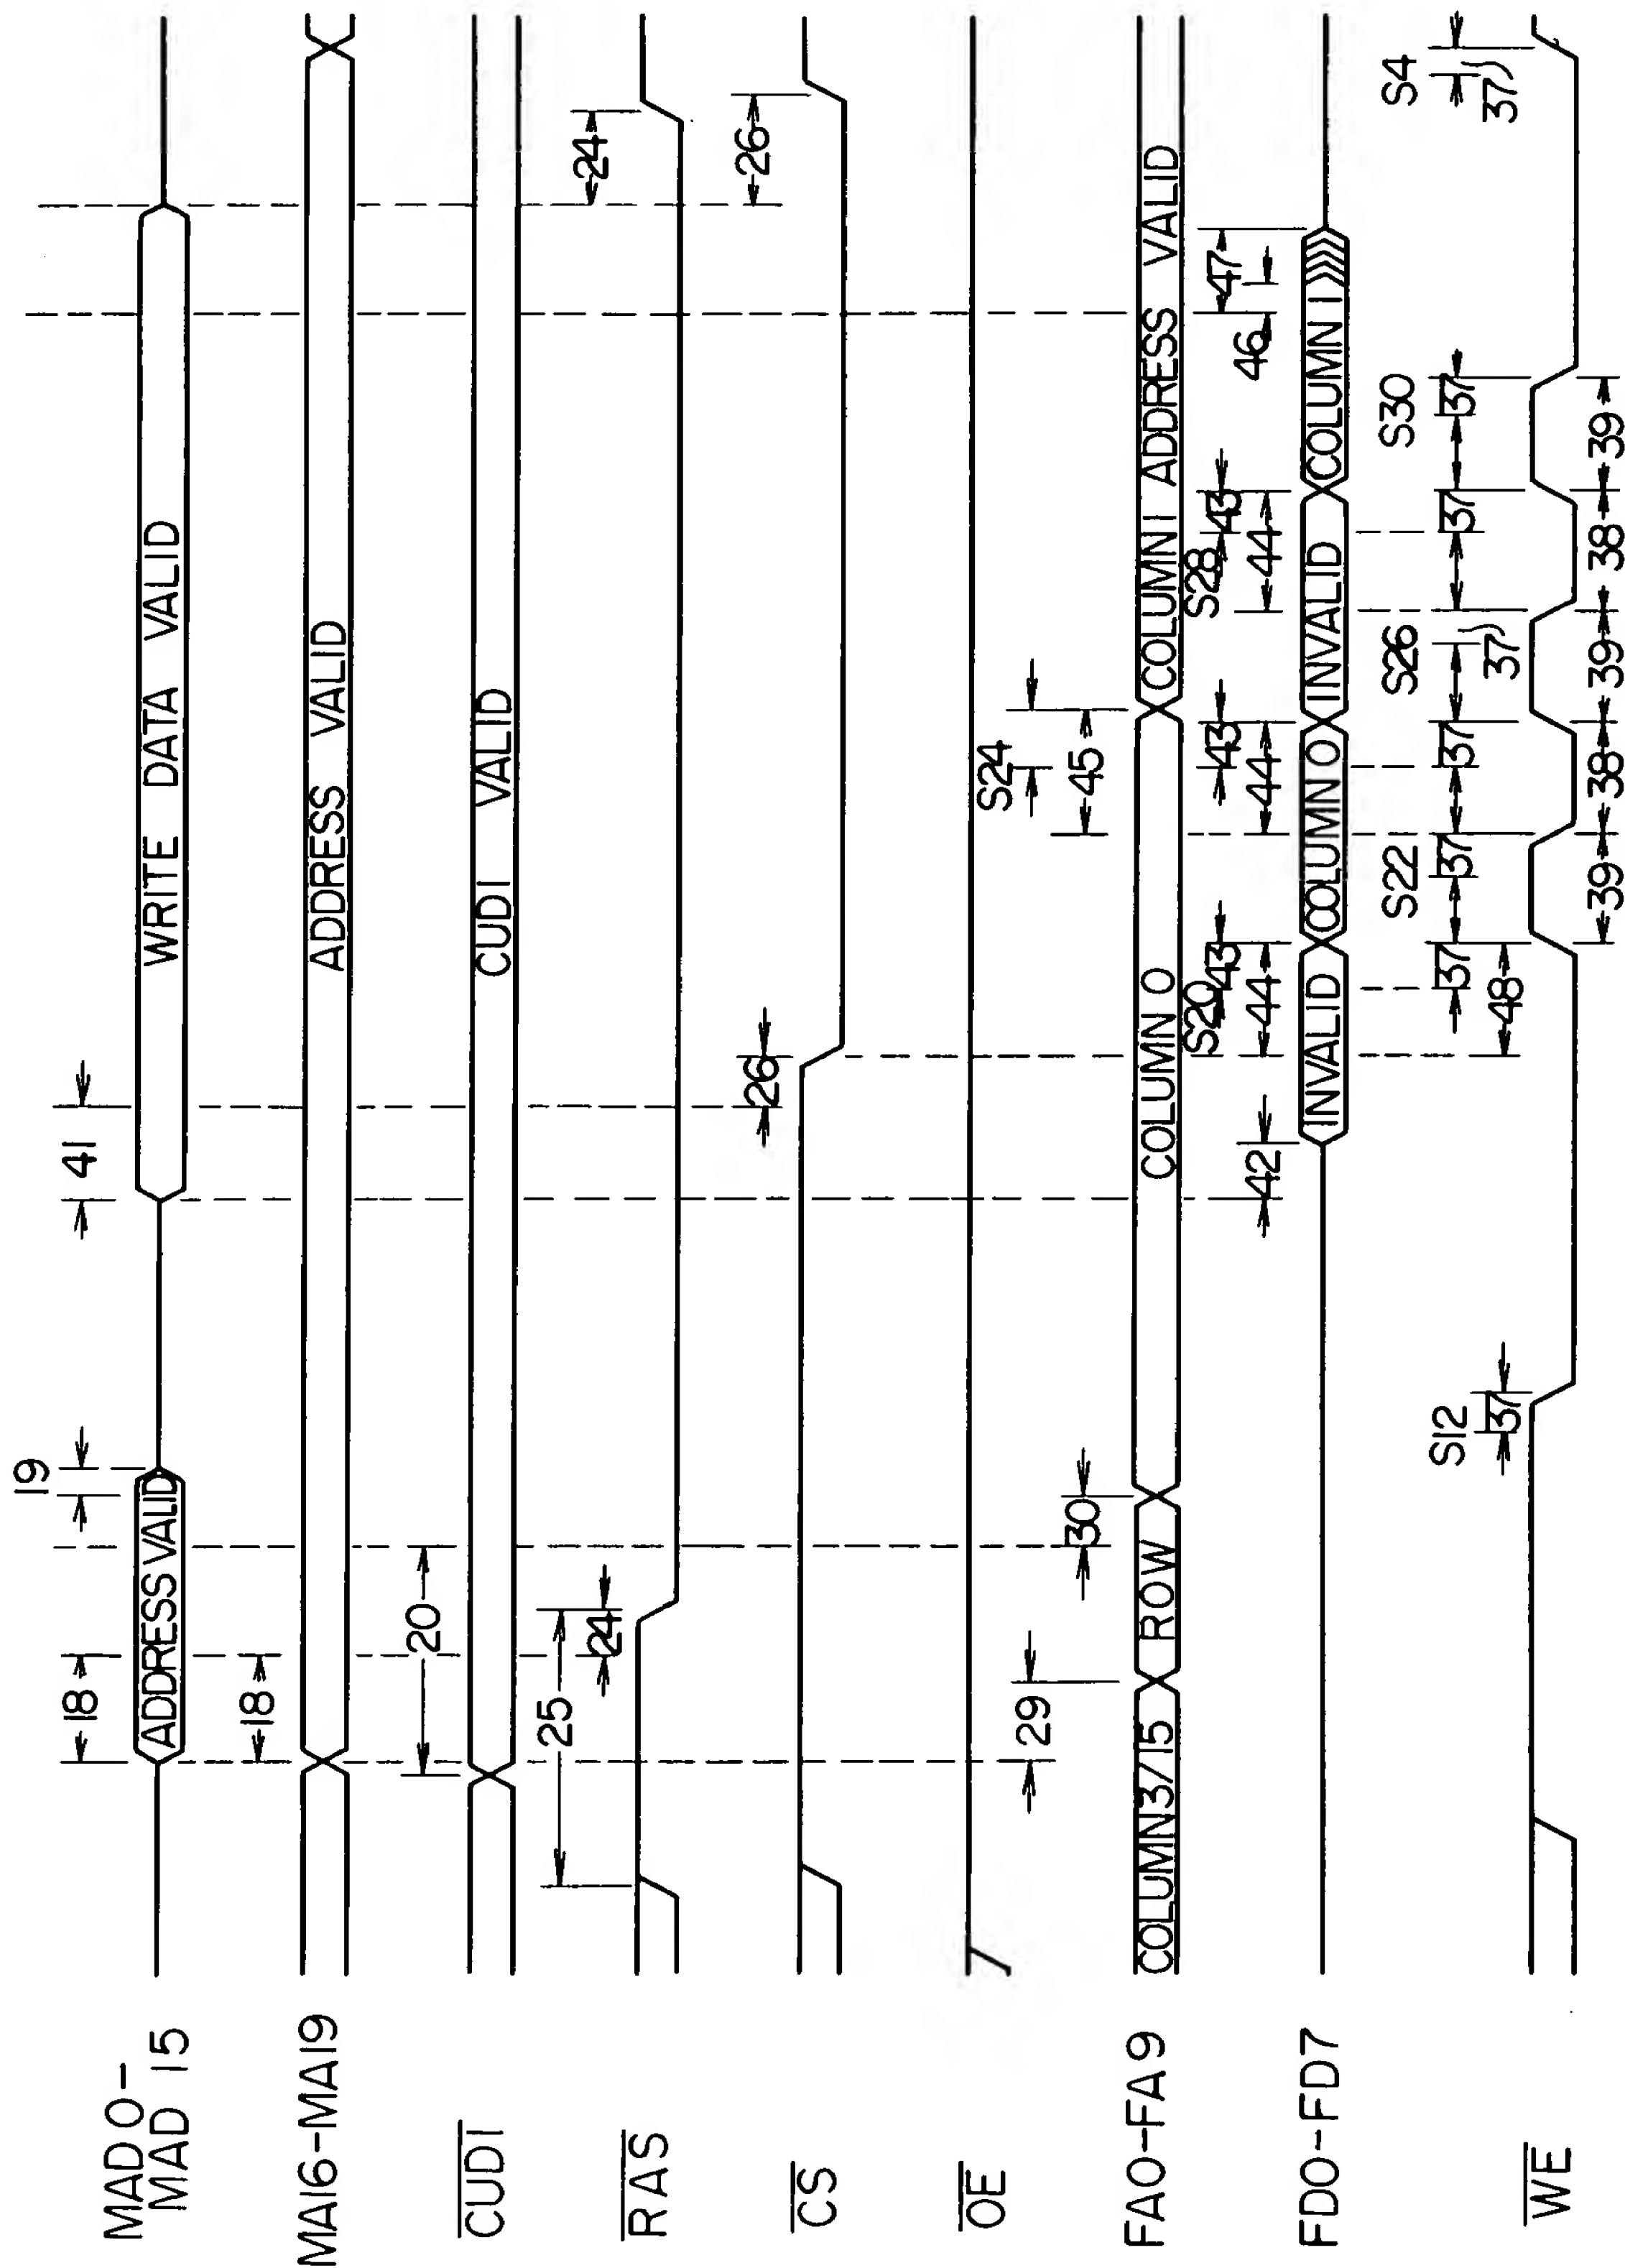 19
18 41
MAD0-
MAD 15
ADDRESS VALID WRITE DATA VALID
18
MA16-MA19 ADDRESS VALID
20
CUDI CUDI VALID
25 24 24
RAS
26 26
CS
OE
S24
29
30 45
FA0-FA9 COLUMN3/15 ROW COLUMN 0 COLUMN 1 ADDRESS VALID
S20 S28
43 43 43 47
42 44 44 44 46
FD0-FD7 INVALID COLUMN 0 INVALID COLUMN 1
S22 S26 S30 S4
S12 37 37 37 37 37
37 48 37 37
WE
39 38 39 38 39